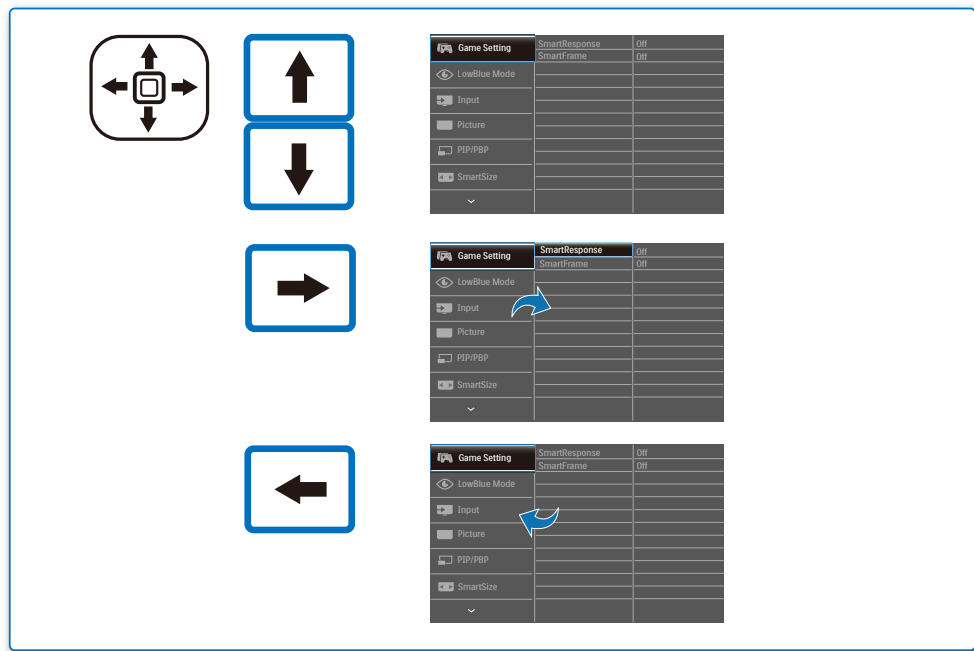 Game Setting SmartResponse Off
SmartFrame Off
LowBlue Mode
Input
Picture
PIP/PBP
SmartSize
Game Setting SmartResponse Off
SmartFrame Off
LowBlue Mode
Input
Picture
PIP/PBP
SmartSize
Game Setting SmartResponse Off
SmartFrame Off
LowBlue Mode
Input
Picture
PIP/PBP
SmartSize